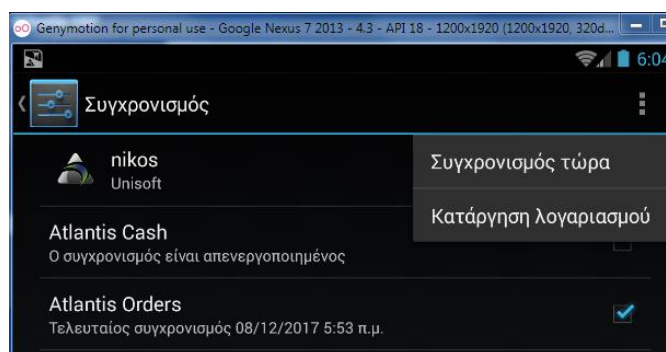 Genymotion for personal use - Google Nexus 7 2013 - 4.3 - API 18 - 1200x1920 (1200x1920, 320d...
6:04
Συγχρονισμός
nikos
Unisoft
Συγχρονισμός τώρα
Κατάργηση λογαριασμού
Atlantis Cash
Ο συγχρονισμός είναι απενεργοποιημένος
Atlantis Orders
Τελευταίος συγχρονισμός 08/12/2017 5:53 π.μ.